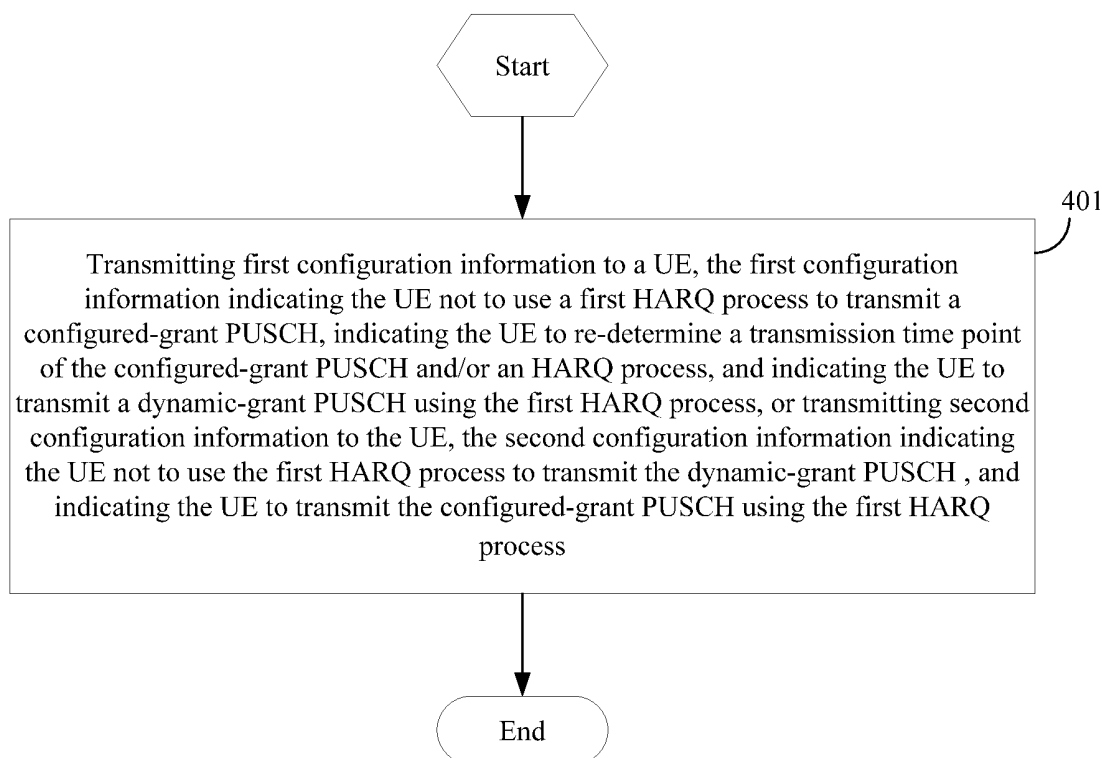 Start
401
Transmitting first configuration information to a UE, the first configuration
information indicating the UE not to use a first HARQ process to transmit a
configured-grant PUSCH, indicating the UE to re-determine a transmission time point
of the configured-grant PUSCH and/or an HARQ process, and indicating the UE to
transmit a dynamic-grant PUSCH using the first HARQ process, or transmitting second
configuration information to the UE, the second configuration information indicating
the UE not to use the first HARQ process to transmit the dynamic-grant PUSCH , and
indicating the UE to transmit the configured-grant PUSCH using the first HARQ
process
End